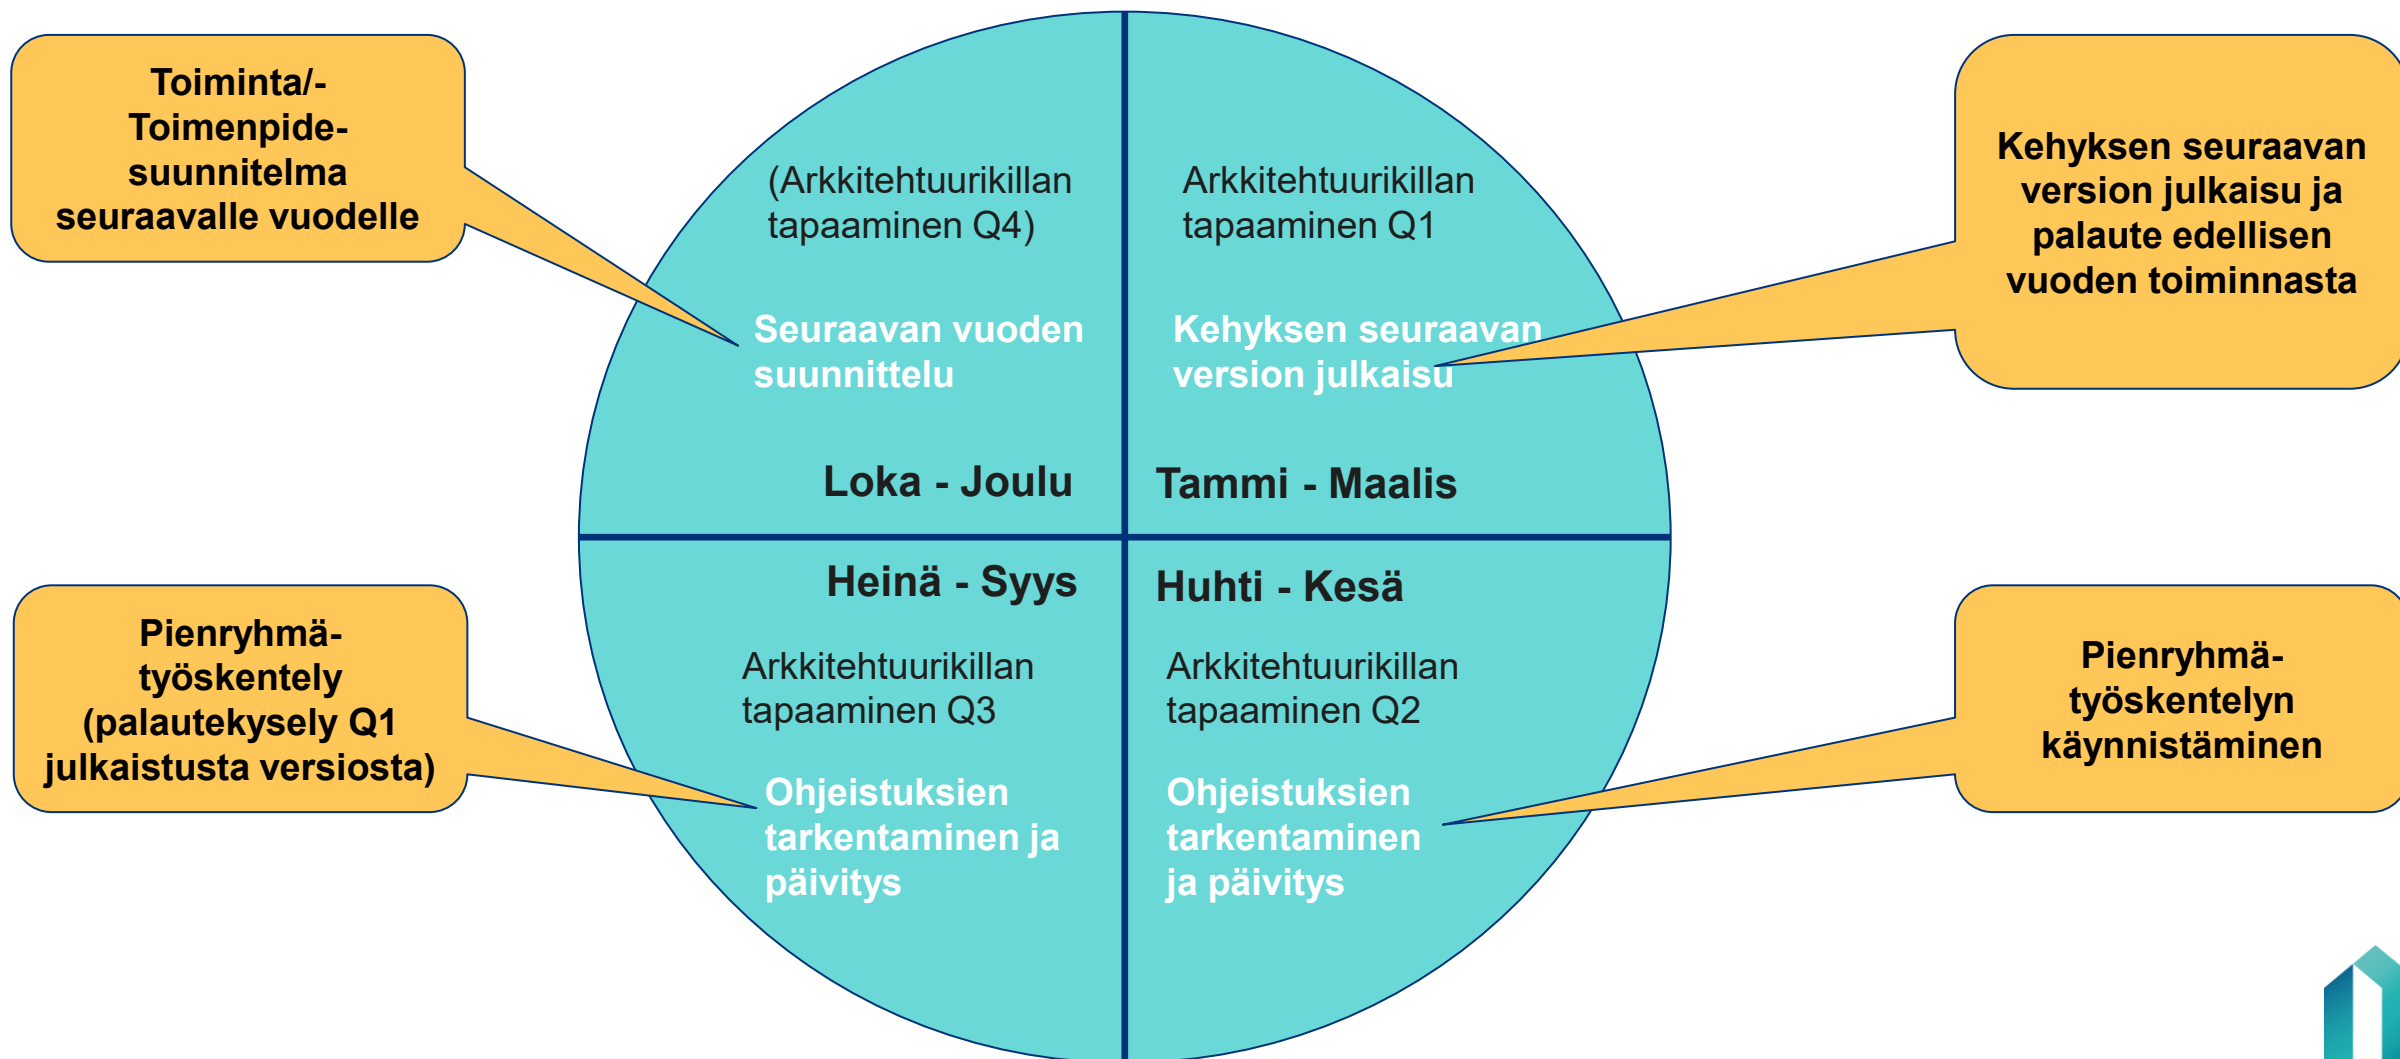 Toiminta/-
Toimenpide-
suunnitelma
seuraavalle vuodelle
(Arkkitehtuurikillan
tapaaminen Q4)
Seuraavan vuoden
suunnittelu
Loka - Joulu
Arkkitehtuurikillan
tapaaminen Q1
Kehyksen seuraavan
version julkaisu
Tammi - Maalis
Kehyksen seuraavan
version julkaisu ja
palaute edellisen
vuoden toiminnasta
Pienryhmä-
työskentely
(palautekysely Q1
julkaistusta versiosta)
Heinä - Syys
Arkkitehtuurikillan
tapaaminen Q3
Ohjeistuksien
tarkentaminen ja
päivitys
Huhti - Kesä
Arkkitehtuurikillan
tapaaminen Q2
Ohjeistuksien
tarkentaminen
ja päivitys
Pienryhmä-
työskentelyn
käynnistäminen